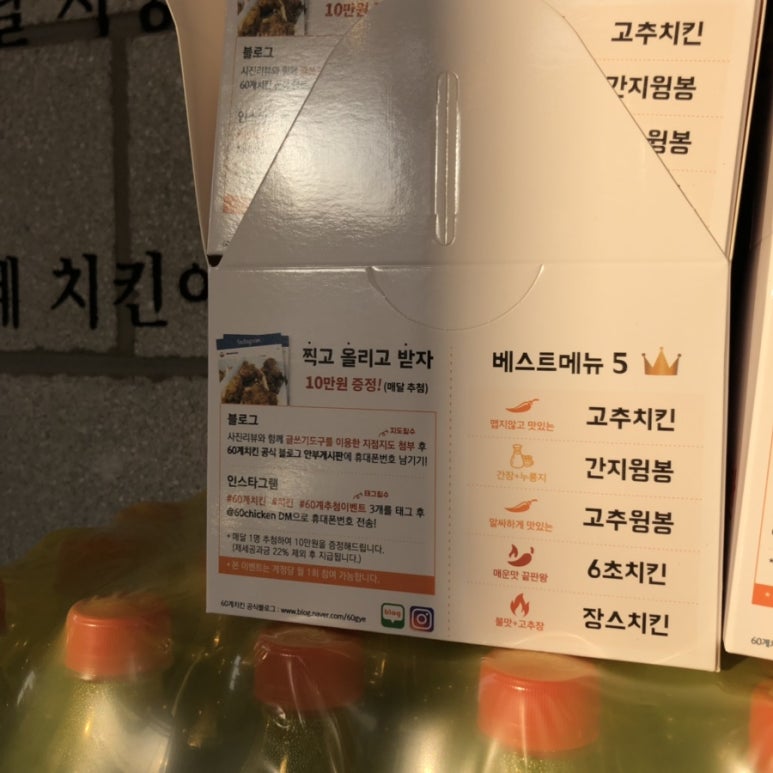 10만원
블로그
사진리뷰와 함께
60계치킨
고추치킨
간지윙봉
윙봉
계 치킨
찍고 올리고 받자
10만원 증정! (매달 추첨)
블로그
지도필수
사진리뷰와 함께 글쓰기도구를 이용한 지점지도 첨부 후
60계치킨 공식 블로그 안부게시판에 휴대폰번호 남기기!
인스타그램
태그필수
#60계치킨 #치킨 #60계추첨이벤트 3개를 태그 후
@60chicken DM으로 휴대폰번호 전송!
* 매달 1명 추첨하여 10만원을 증정해드립니다.
(제세공과금 22% 제외 후 지급됩니다.)
* 본 이벤트는 계정당 월 1회 참여 가능합니다.
60계치킨 공식블로그 : www.blog.naver.com/60gye
blog
베스트메뉴 5
맵지않고 맛있는
고추치킨
간장+누룽지
간지윙봉
알싸하게 맛있는
고추윙봉
매운맛 끝판왕
6초치킨
불맛+고추장
장스치킨